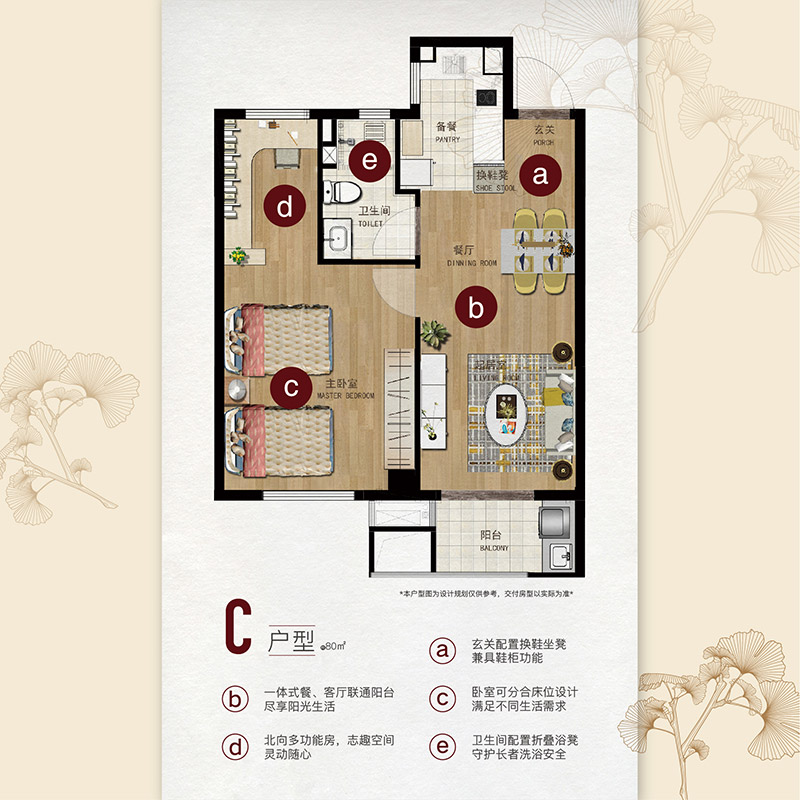 备餐
PANTRY
玄关
PORCH
e
a
换鞋凳
SHOE STOOL
d
卫生间
TOILET
餐厅
DINNING ROOM
b
起居室
LIVING ROOM
c
主卧室
MASTER BEDROOM
阳台
BALCONY
*本户型图为设计规划仅供参考，交付房型以实际为准*
C 户型 80㎡
a 玄关配置换鞋坐凳
兼具鞋柜功能
b 一体式餐、客厅联通阳台
尽享阳光生活
c 卧室可分合床位设计
满足不同生活需求
d 北向多功能房，志趣空间
灵动随心
e 卫生间配置折叠浴凳
守护长者洗浴安全